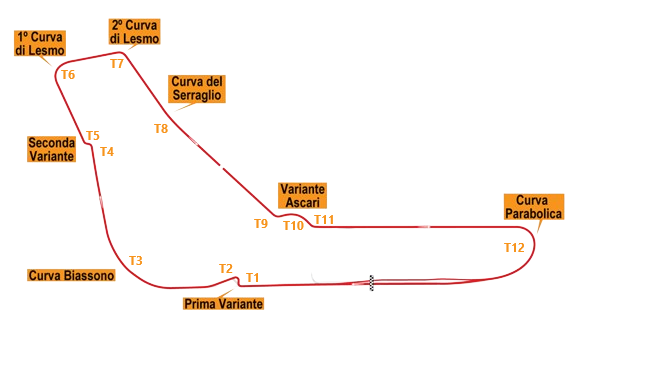 2º Curva
di Lesmo
1º Curva
di Lesmo
T7
T6
Curva del
Serraglio
T8
T5
Seconda
Variante
T4
Variante
Ascari
Curva
Parabolica
T9
T10
T11
T12
T3
Curva Biassono
T2
T1
Prima Variante